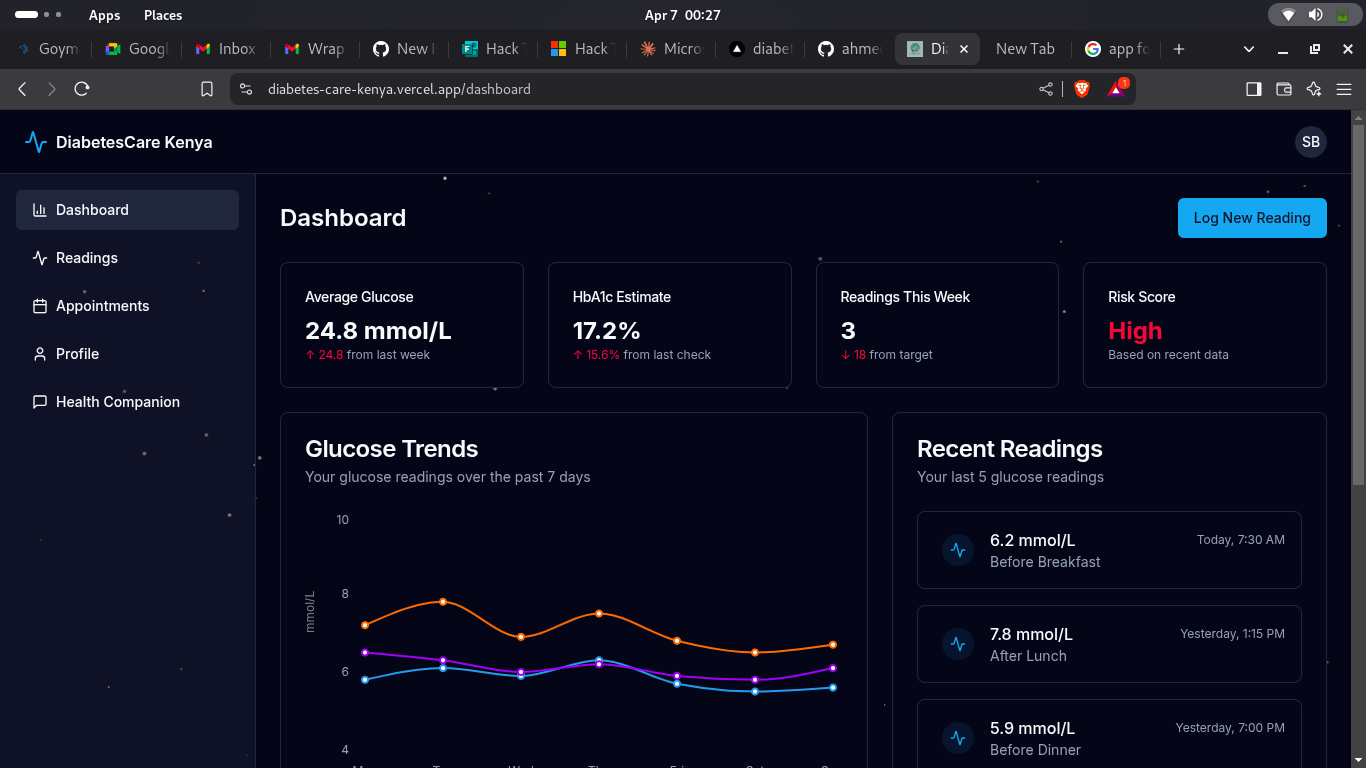 Apps Places Apr 7 00:27
Goym Googl Inbox Wrap New Hack Hack Micro diabet ahme Di New Tab app fo
diabetes-care-kenya.vercel.app/dashboard 1
DiabetesCare Kenya SB
Dashboard
Readings
Appointments
Profile
Health Companion
Dashboard Log New Reading
Average Glucose
24.8 mmol/L
↑ 24.8 from last week
HbA1c Estimate
17.2%
↑ 15.6% from last check
Readings This Week
3
↓ 18 from target
Risk Score
High
Based on recent data
Glucose Trends
Your glucose readings over the past 7 days
10
8
6
4
mmol/L
Recent Readings
Your last 5 glucose readings
6.2 mmol/L Today, 7:30 AM
Before Breakfast
7.8 mmol/L Yesterday, 1:15 PM
After Lunch
5.9 mmol/L Yesterday, 7:00 PM
Before Dinner